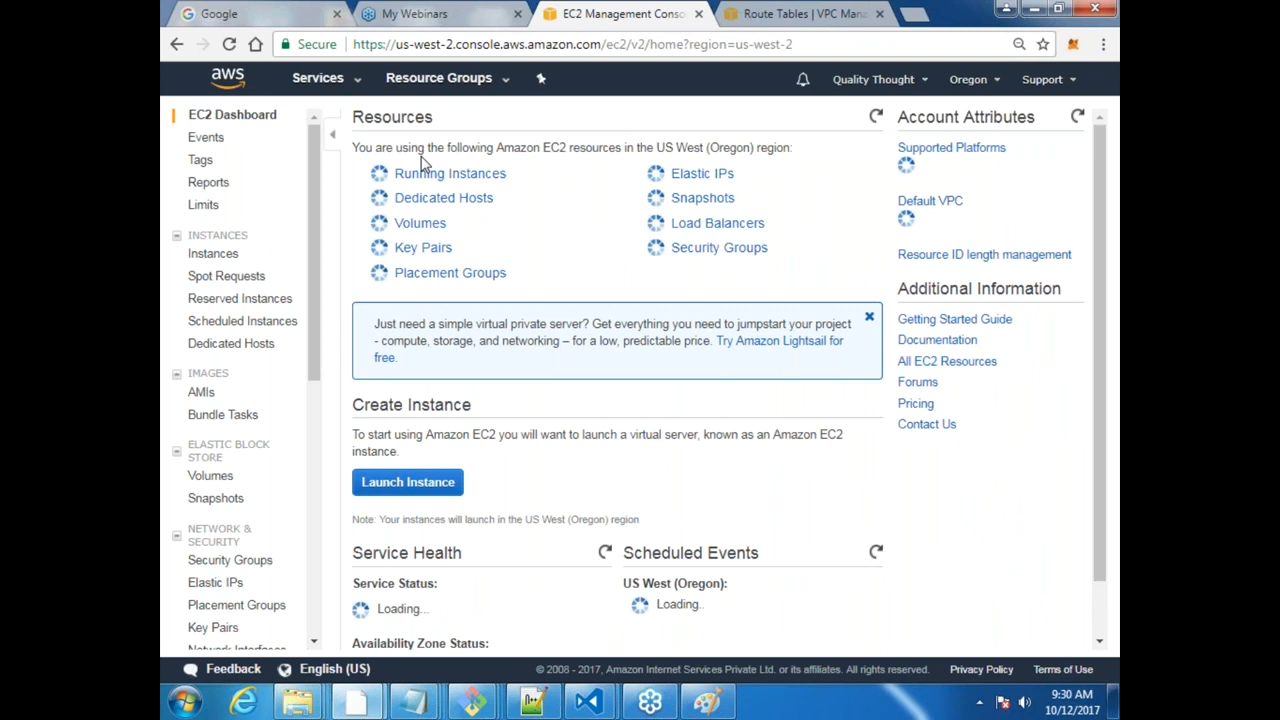 Google
My Webinars
EC2 Management Conso
Route Tables | VPC Man
Secure
https://us-west-2.console.aws.amazon.com/ec2/v2/home?region=us-west-2
aws
Services
Resource Groups
Quality Thought
Oregon
Support
EC2 Dashboard
Events
Tags
Reports
Limits
INSTANCES
Instances
Spot Requests
Reserved Instances
Scheduled Instances
Dedicated Hosts
IMAGES
AMIs
Bundle Tasks
ELASTIC BLOCK
STORE
Volumes
Snapshots
NETWORK &
SECURITY
Security Groups
Elastic IPs
Placement Groups
Key Pairs
Network Interfaces
Resources
You are using the following Amazon EC2 resources in the US West (Oregon) region:
Running Instances
Elastic IPs
Dedicated Hosts
Snapshots
Volumes
Load Balancers
Key Pairs
Security Groups
Placement Groups
Just need a simple virtual private server? Get everything you need to jumpstart your project
- compute, storage, and networking – for a low, predictable price. Try Amazon Lightsail for
free.
Create Instance
To start using Amazon EC2 you will want to launch a virtual server, known as an Amazon EC2
instance.
Launch Instance
Note: Your instances will launch in the US West (Oregon) region
Service Health
Service Status:
Loading...
Availability Zone Status:
Scheduled Events
US West (Oregon):
Loading..
Account Attributes
Supported Platforms
Default VPC
Resource ID length management
Additional Information
Getting Started Guide
Documentation
All EC2 Resources
Forums
Pricing
Contact Us
Feedback
English (US)
© 2008 - 2017, Amazon Internet Services Private Ltd. or its affiliates. All rights reserved.
Privacy Policy
Terms of Use
9:30 AM
10/12/2017